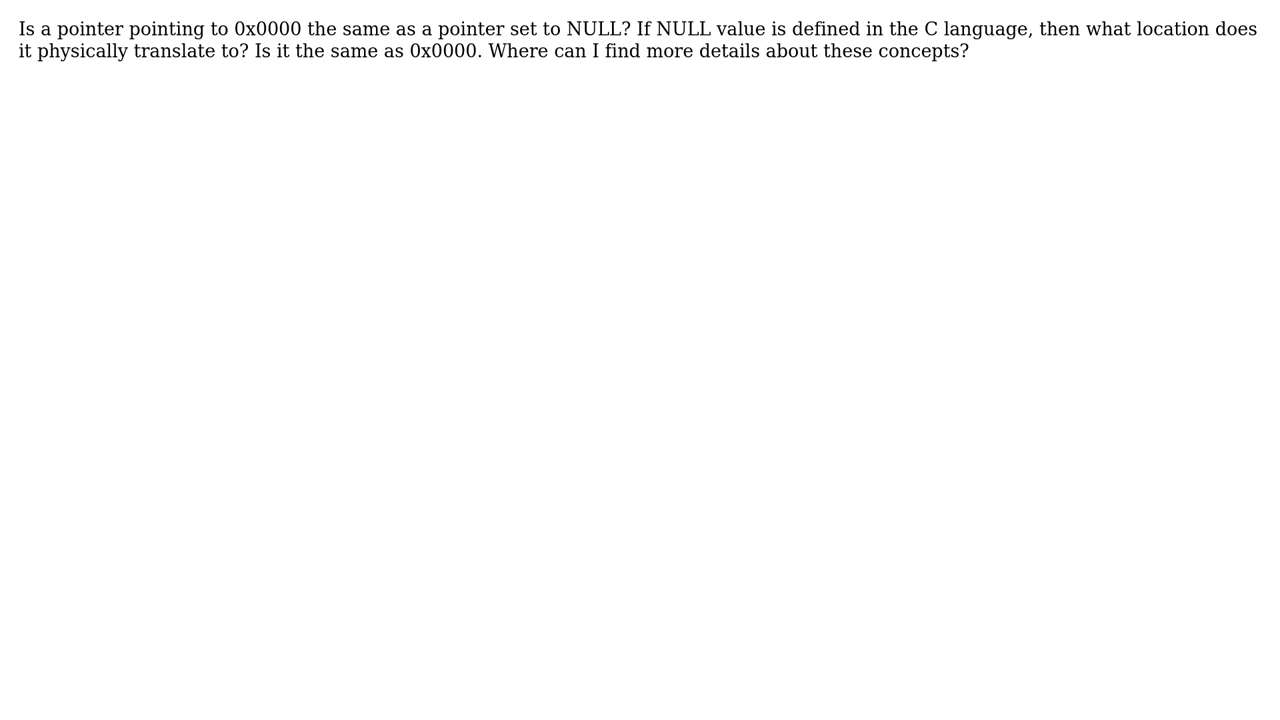 Is a pointer pointing to 0x0000 the same as a pointer set to NULL? If NULL value is defined in the C language, then what location does
it physically translate to? Is it the same as 0x0000. Where can I find more details about these concepts?